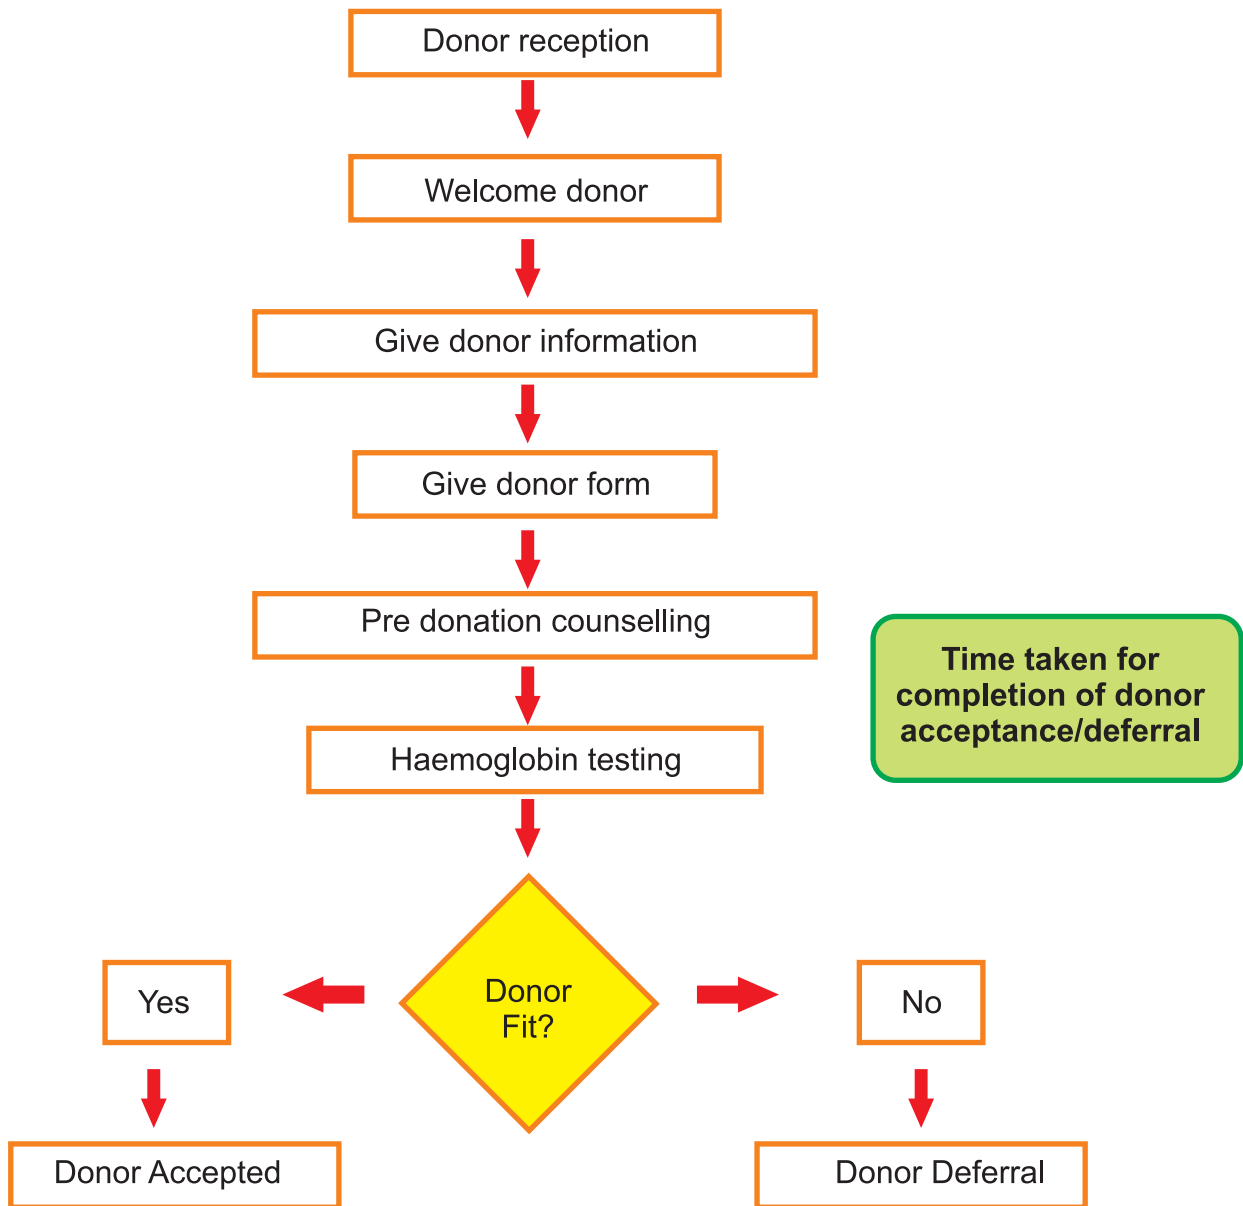 Donor reception
Welcome donor
Give donor information
Give donor form
Pre donation counselling
Time taken for
completion of donor
acceptance/deferral
Haemoglobin testing
Donor
Fit?
Yes
No
Donor Accepted
Donor Deferral